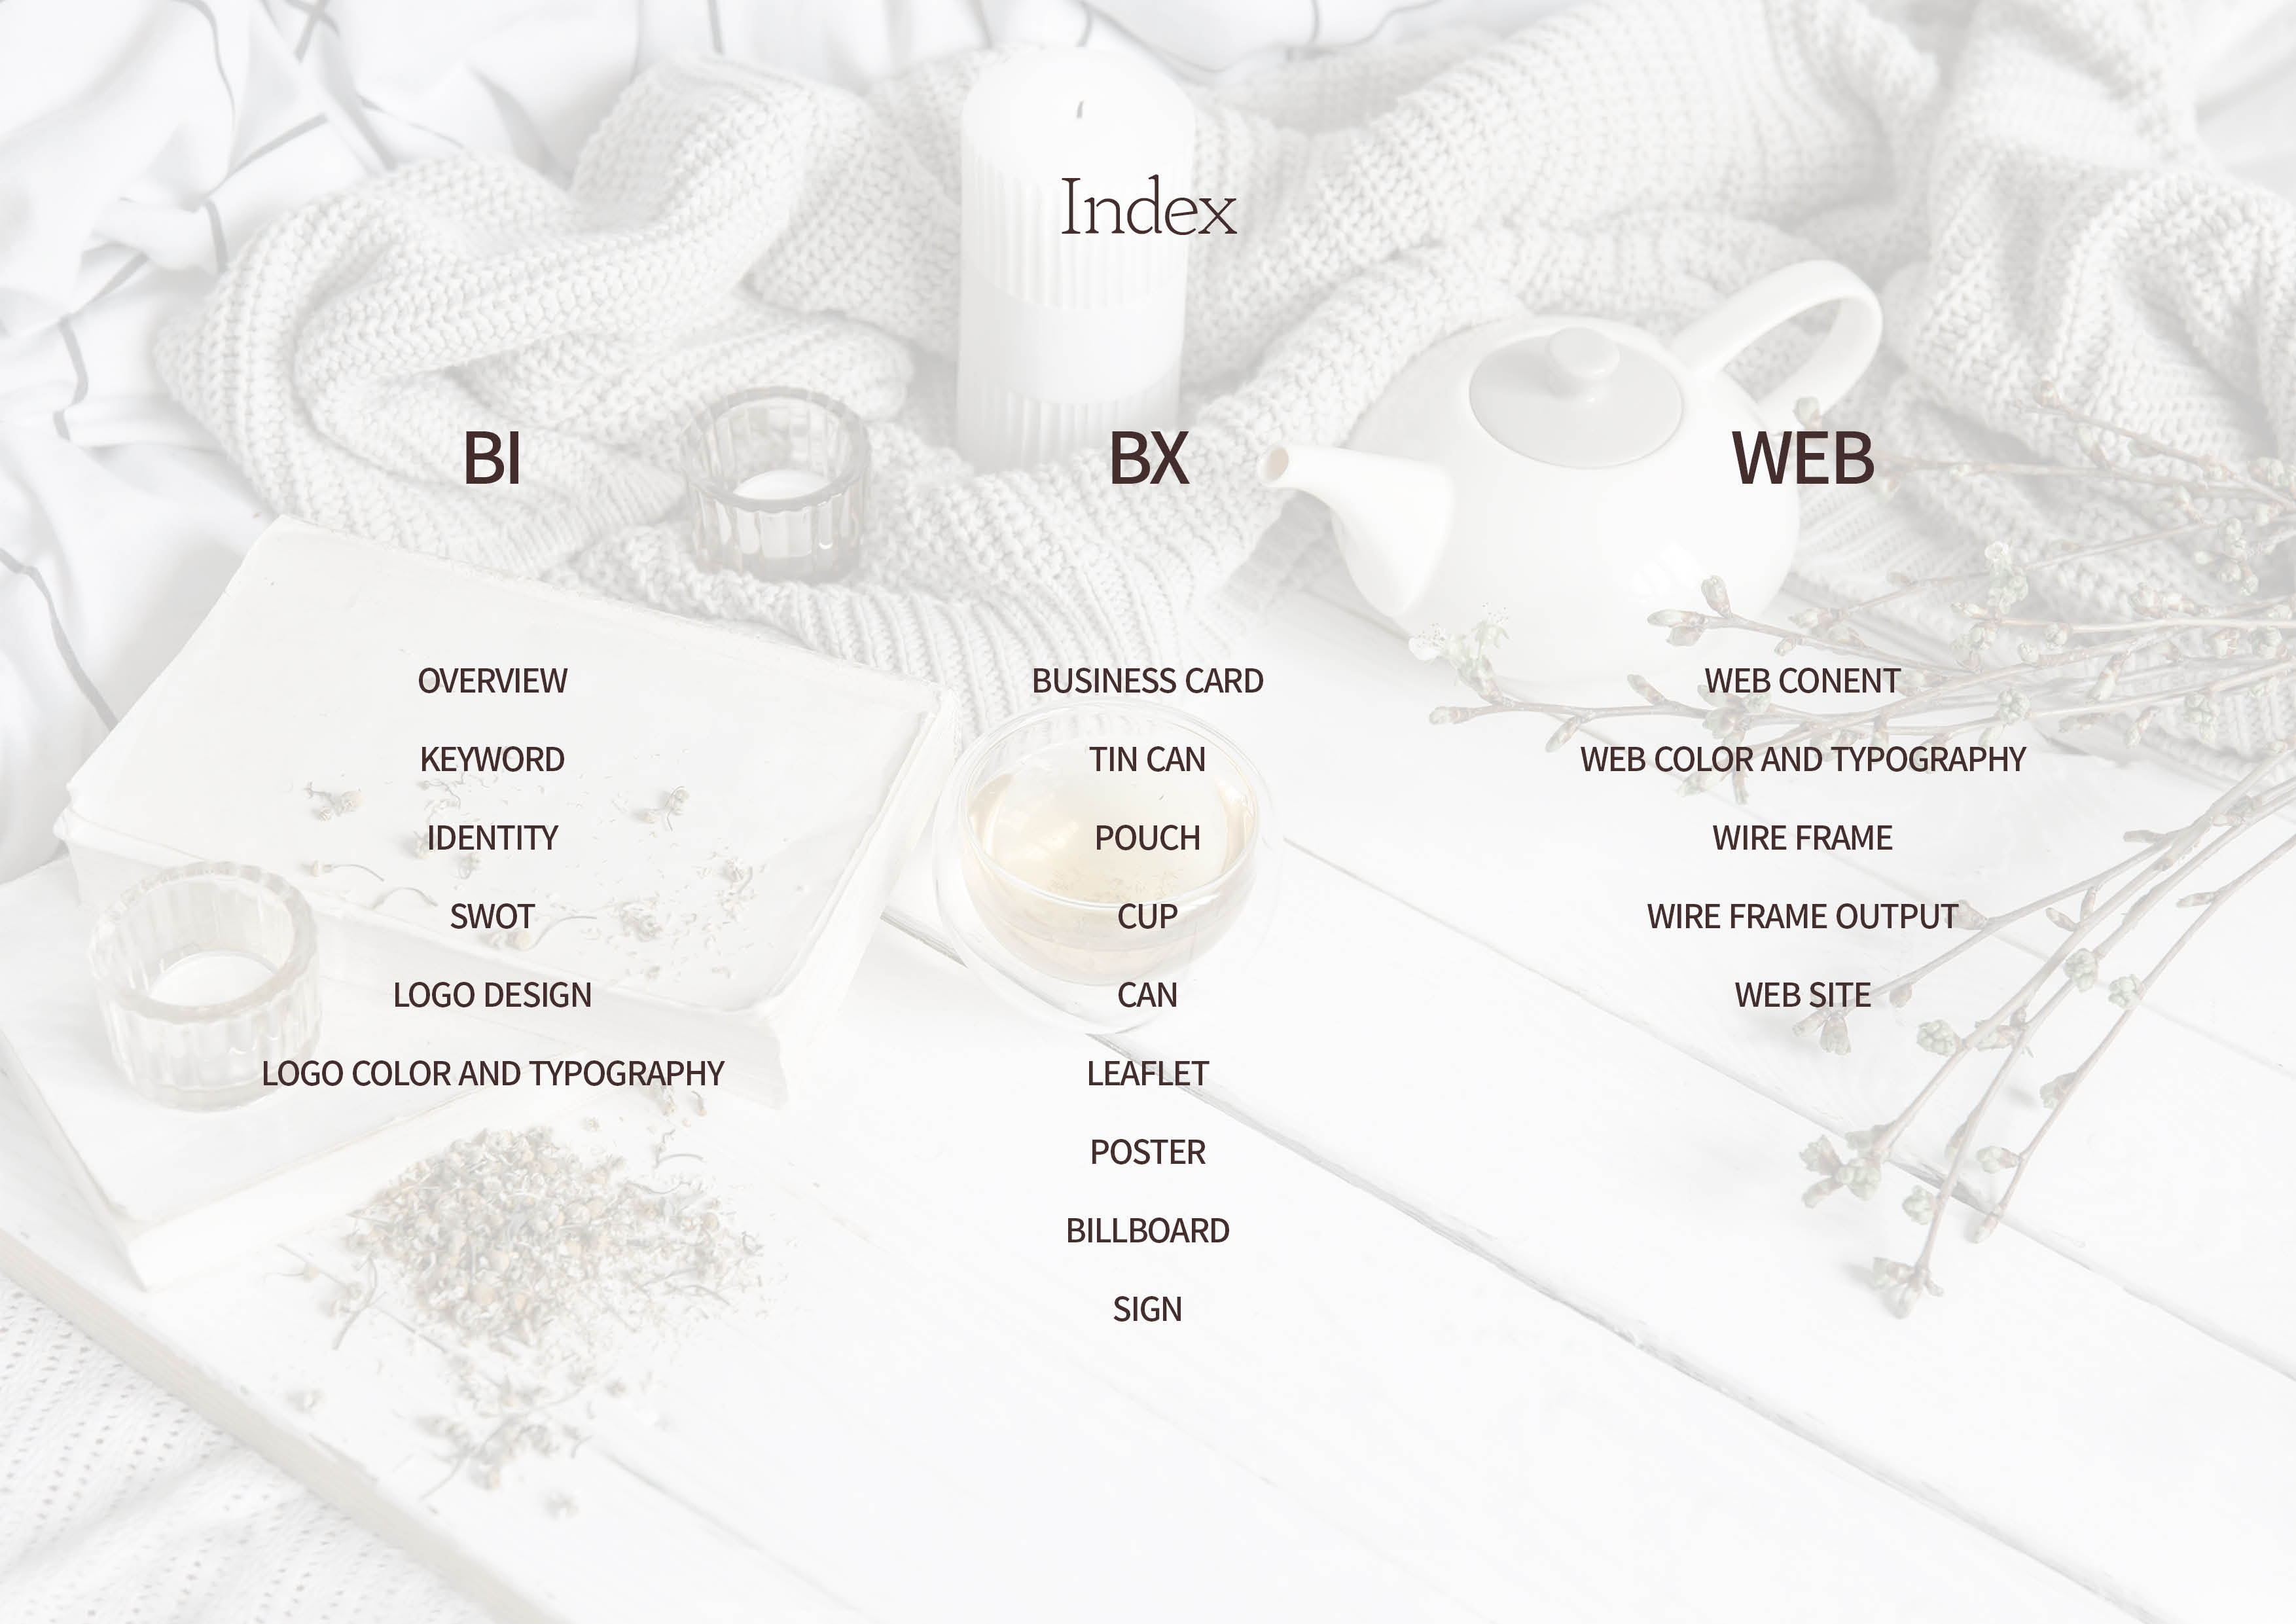 Index
BI
OVERVIEW
KEYWORD
IDENTITY
SWOT
LOGO DESIGN
LOGO COLOR AND TYPOGRAPHY
BX
BUSINESS CARD
TIN CAN
POUCH
CUP
CAN
LEAFLET
POSTER
BILLBOARD
SIGN
WEB
WEB CONENT
WEB COLOR AND TYPOGRAPHY
WIRE FRAME
WIRE FRAME OUTPUT
WEB SITE